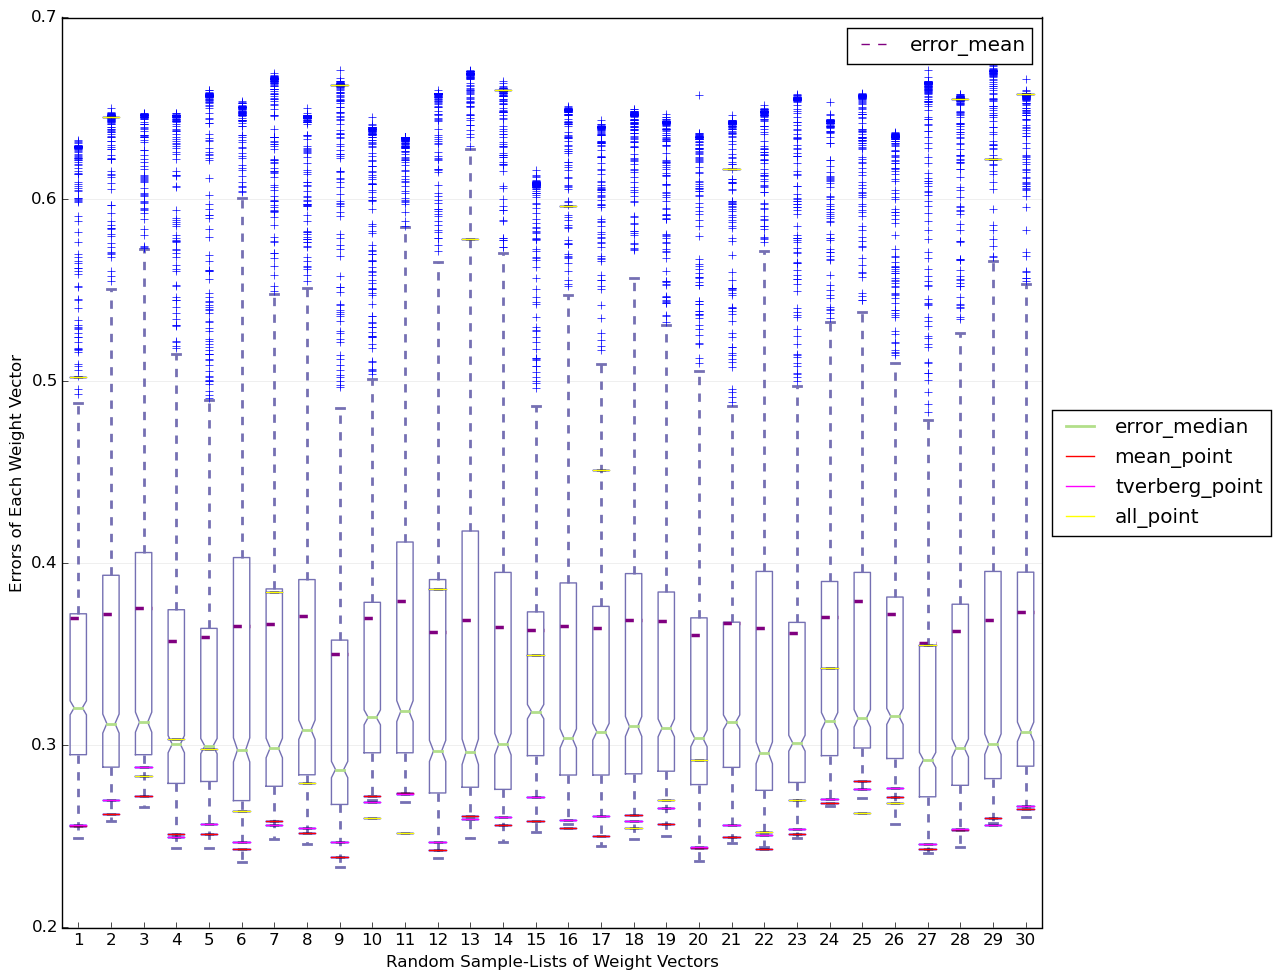 0.7
0.6
0.5
0.4
0.3
0.2
Errors of Each Weight Vector
error_mean
error_median
mean_point
tverberg_point
all_point
1 2 3 4 5 6 7 8 9 10 11 12 13 14 15 16 17 18 19 20 21 22 23 24 25 26 27 28 29 30
Random Sample-Lists of Weight Vectors